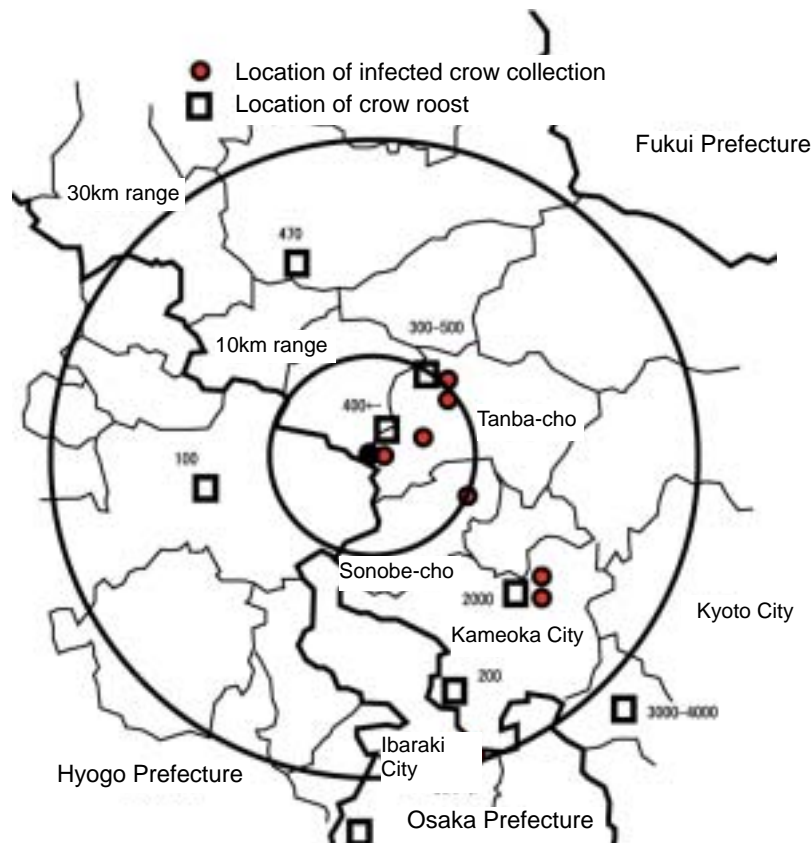 Location of infected crow collection
Location of crow roost
Fukui Prefecture
30km range
470
300-500
10km range
400+-
Tanba-cho
100
Sonobe-cho
2000
Kyoto City
Kameoka City
200
3000-4000
Ibaraki
City
Hyogo Prefecture
Osaka Prefecture